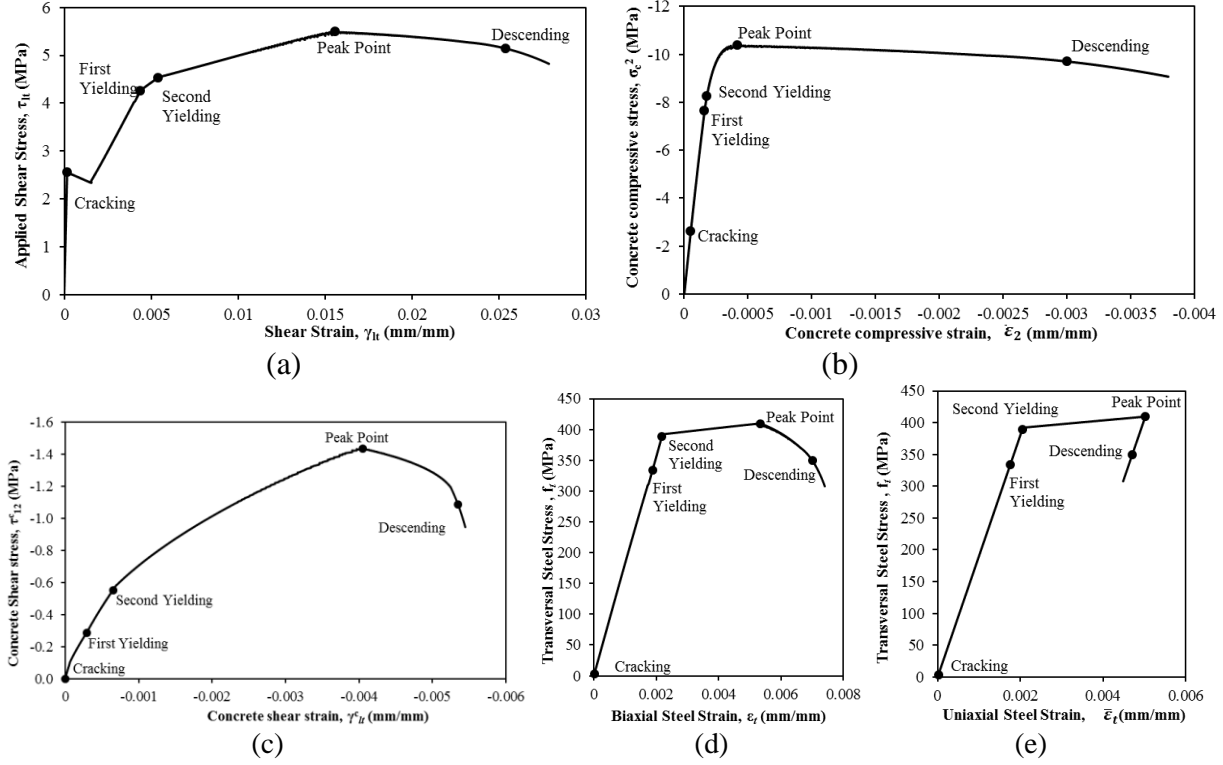 Applied Shear Stress, τlt (MPa)
6
5
4
3
2
1
0
First
Yielding
Second
Yielding
Peak Point
Descending
Cracking
0
0.005
0.01
0.015
0.02
0.025
0.03
Shear Strain, γlt (mm/mm)
(a)
Concrete compressive stress, σc2 (MPa)
-12
-10
-8
-6
-4
-2
0
Peak Point
Descending
Second Yielding
First
Yielding
Cracking
0
-0.0005
-0.001
-0.0015
-0.002
-0.0025
-0.003
-0.0035
-0.004
Concrete compressive strain, ε2 (mm/mm)
(b)
Concrete Shear stress, τc12 (MPa)
-1.6
-1.4
-1.2
-1.0
-0.8
-0.6
-0.4
-0.2
0.0
Peak Point
Descending
Second Yielding
First Yielding
Cracking
0
-0.001
-0.002
-0.003
-0.004
-0.005
-0.006
Concrete shear strain, γclt (mm/mm)
(c)
Transversal Steel Stress , ft (MPa)
450
400
350
300
250
200
150
100
50
0
Peak Point
Second
Yielding
Descending
First
Yielding
Cracking
0
0.002
0.004
0.006
0.008
Biaxial Steel Strain, εt (mm/mm)
(d)
Transversal Steel Stress , ft (MPa)
450
400
350
300
250
200
150
100
50
0
Peak Point
Second Yielding
Descending
First
Yielding
Cracking
0
0.002
0.004
0.006
Uniaxial Steel Strain, ε̅t (mm/mm)
(e)